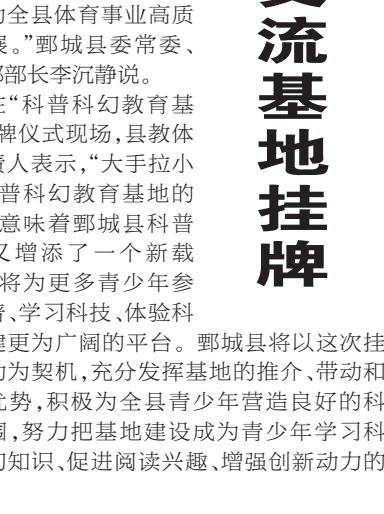 流基地挂牌
全县体育事业高质
展。”鄄城县委常委、
部长李沉静说。
“科普科幻教育基
牌仪式现场，县教体
责人表示，“大手拉小
普科幻教育基地的
意味着鄄城县科普
又增添了一个新载
将为更多青少年参
、学习科技、体验科
建更为广阔的平台。鄄城县将以这次挂
为契机，充分发挥基地的推介、带动和
优势，积极为全县青少年营造良好的科
围，努力把基地建设成为青少年学习科
知识、促进阅读兴趣、增强创新动力的